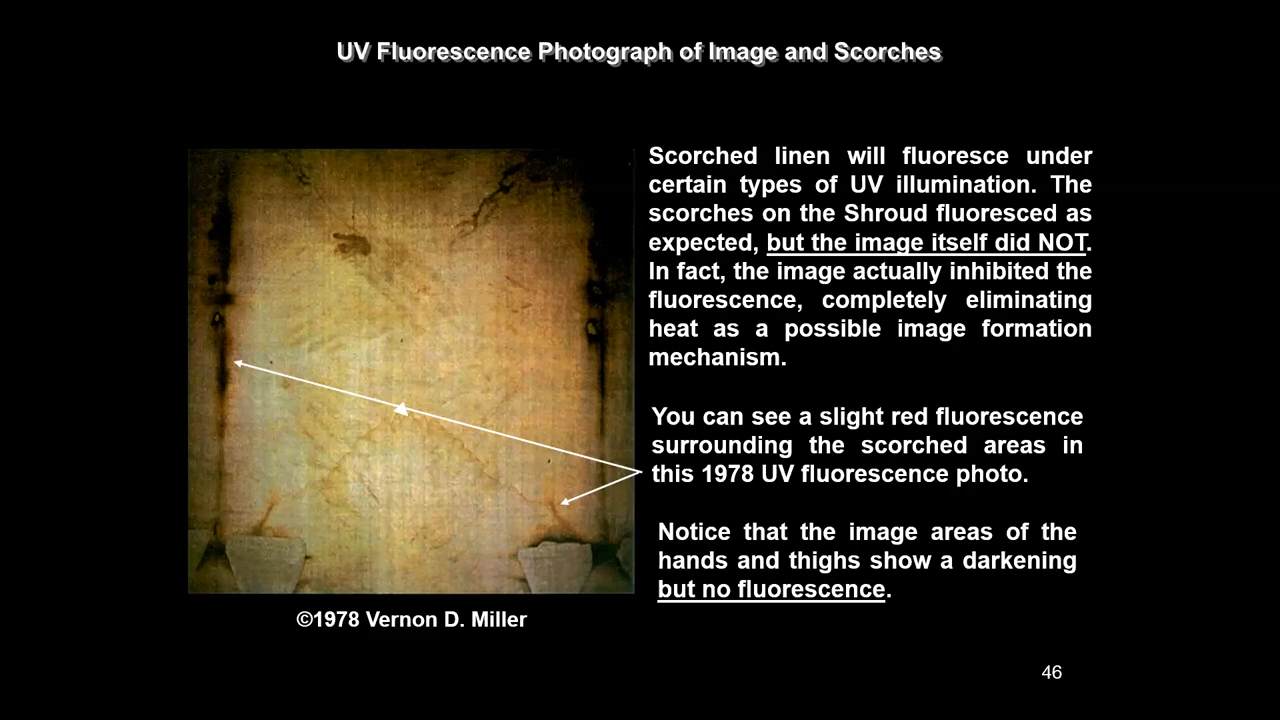 UV Fluorescence Photograph of Image and Scorches
Scorched linen will fluoresce under
certain types of UV illumination. The
scorches on the Shroud fluoresced as
expected, but the image itself did NOT.
In fact, the image actually inhibited the
fluorescence, completely eliminating
heat as a possible image formation
mechanism.
You can see a slight red fluorescence
surrounding the scorched areas in
this 1978 UV fluorescence photo.
Notice that the image areas of the
hands and thighs show a darkening
but no fluorescence.
©1978 Vernon D. Miller
46